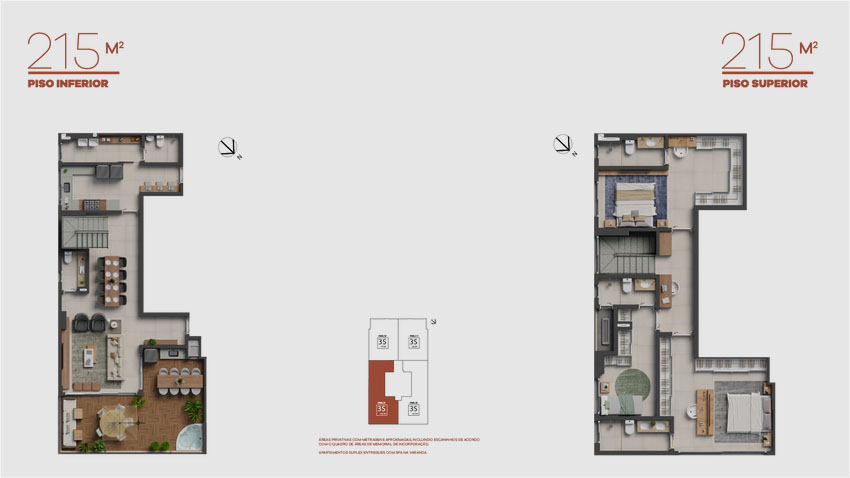 215 M²
PISO INFERIOR
215 M²
PISO SUPERIOR
N
N
35
35
35
35
ÁREAS PRIVATIVAS COM METRAGENS APROXIMADAS, INCLUINDO ESCANINHOS DE ACORDO
COM O QUADRO DE ÁREAS DE MEMORIAL DE INCORPORAÇÃO.
APARTAMENTOS DUPLEX ENTREGUES COM SPA NA VARANDA.